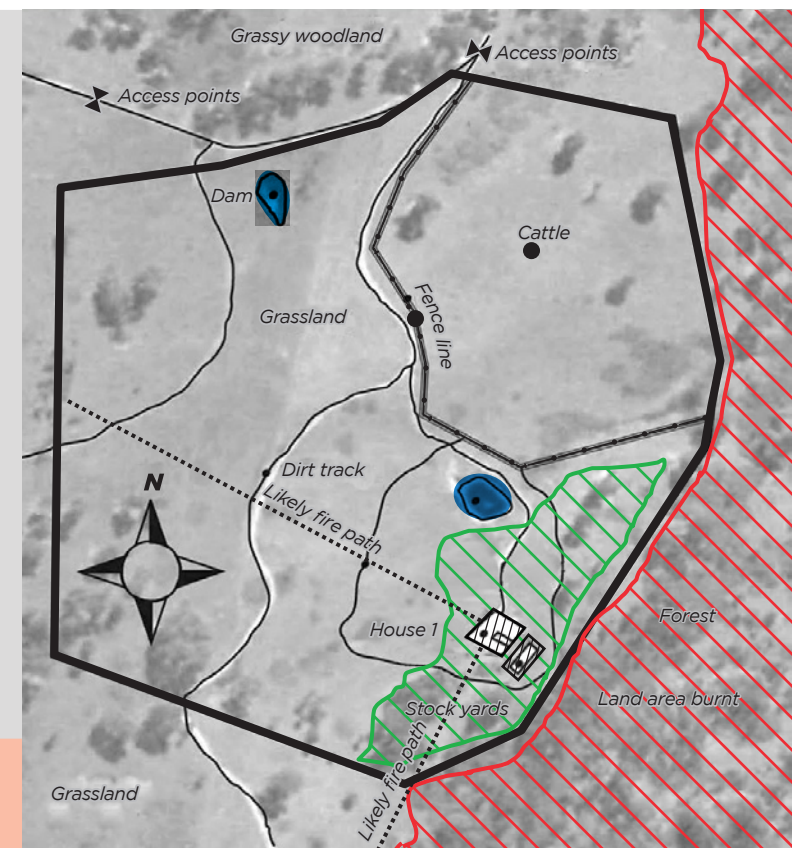 Grassy woodland
Access points
Access points
Dam
Cattle
Grassland
Fence line
Dirt track
N
Likely fire path
House 1
Forest
Land area burnt
Stock yards
Likely fire path
Grassland